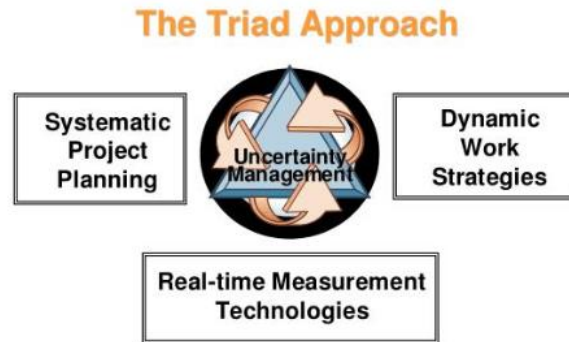 The Triad Approach
Systematic
Project
Planning
Uncertainty
Management
Dynamic
Work
Strategies
Real-time Measurement
Technologies